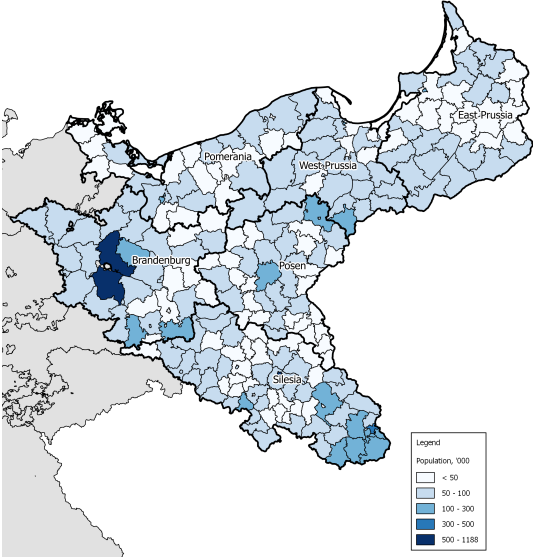 East Prussia
Pomerania
West Prussia
Brandenburg
Posen
Silesia
Legend
Population, '000
< 50
50 - 100
100 - 300
300 - 500
500 - 1188